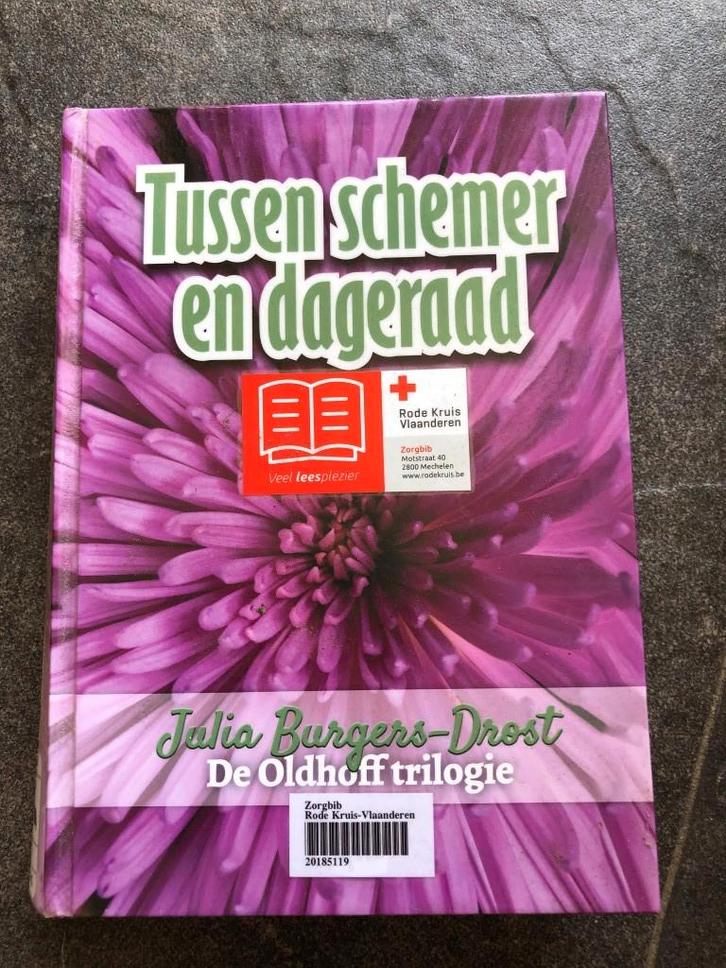 Tussen schemer
en dageraad
Veel leesplezier
Rode Kruis
Vlaanderen
Zorgbib
Motstraat 40
2800 Mechelen
www.rodekruis.be
Julia Burgers-Drost
De Oldhoff trilogie
Zorgbib
Rode Kruis-Vlaanderen
20185119